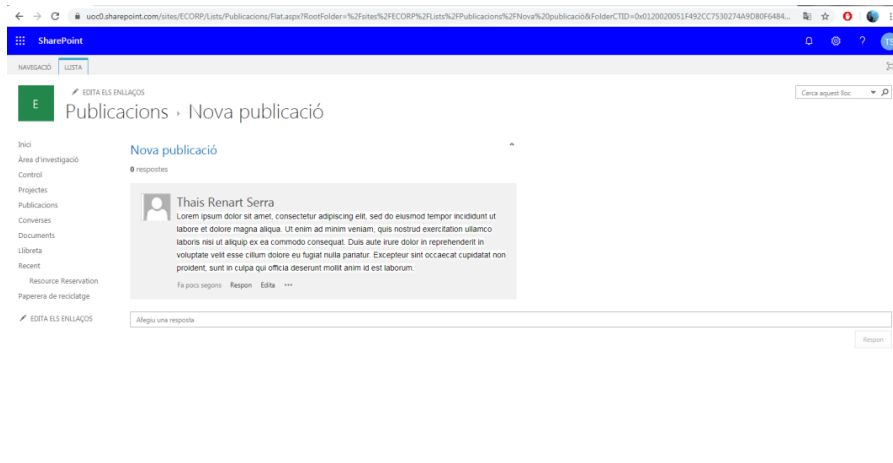 uoc0.sharepoint.com/sites/ECORP/Lists/Publicacions/Flat.aspx?RootFolder=%2Fsites%2FECORP%2FLists%2FPublicacions%2FNova%20publicació&FolderCTID=0x0120020051F492CC7530274A9D80F6484...
SharePoint
?
TS
NAVEGACIÓ LLISTA
E
EDITA ELS ENLLAÇOS
Cerca aquest lloc
Publicacions › Nova publicació
Inici
Àrea d'investigació
Control
Projectes
Publicacions
Converses
Documents
Llibreta
Recent
Resource Reservation
Paperera de reciclatge
EDITA ELS ENLLAÇOS
Nova publicació
0 respostes
Thais Renart Serra
Lorem ipsum dolor sit amet, consectetur adipiscing elit, sed do eiusmod tempor incididunt ut
labore et dolore magna aliqua. Ut enim ad minim veniam, quis nostrud exercitation ullamco
laboris nisi ut aliquip ex ea commodo consequat. Duis aute irure dolor in reprehenderit in
voluptate velit esse cillum dolore eu fugiat nulla pariatur. Excepteur sint occaecat cupidatat non
proident, sunt in culpa qui officia deserunt mollit anim id est laborum.
Fa pocs segons Respon Edita •••
Afegiu una resposta
Respon